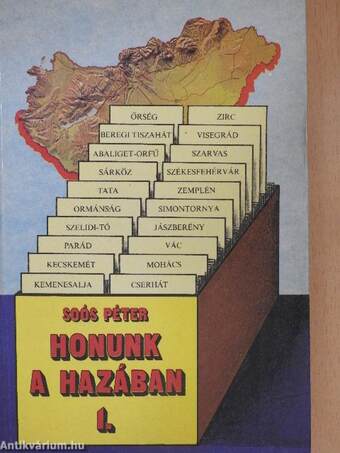 ŐRSÉG ZIRC
BEREGI TISZAHÁT VISEGRÁD
ABALIGET-ORFŰ SZARVAS
SÁRKÖZ SZÉKESFEHÉRVÁR
TATA ZEMPLÉN
ORMÁNSÁG SIMONTORNYA
SZELIDI-TÓ JÁSZBERÉNY
PARÁD VÁC
KECSKEMÉT MOHÁCS
KEMENESALJA CSERHÁT
SOÓS PÉTER
HONUNK
A HAZÁBAN
I.
Antikvárium.hu